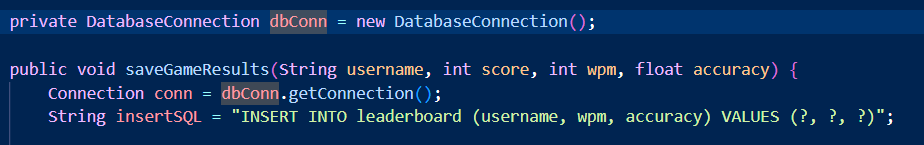 private DatabaseConnection dbConn = new DatabaseConnection();
public void saveGameResults(String username, int score, int wpm, float accuracy) {
Connection conn = dbConn.getConnection();
String insertSQL = "INSERT INTO leaderboard (username, wpm, accuracy) VALUES (?, ?, ?)";